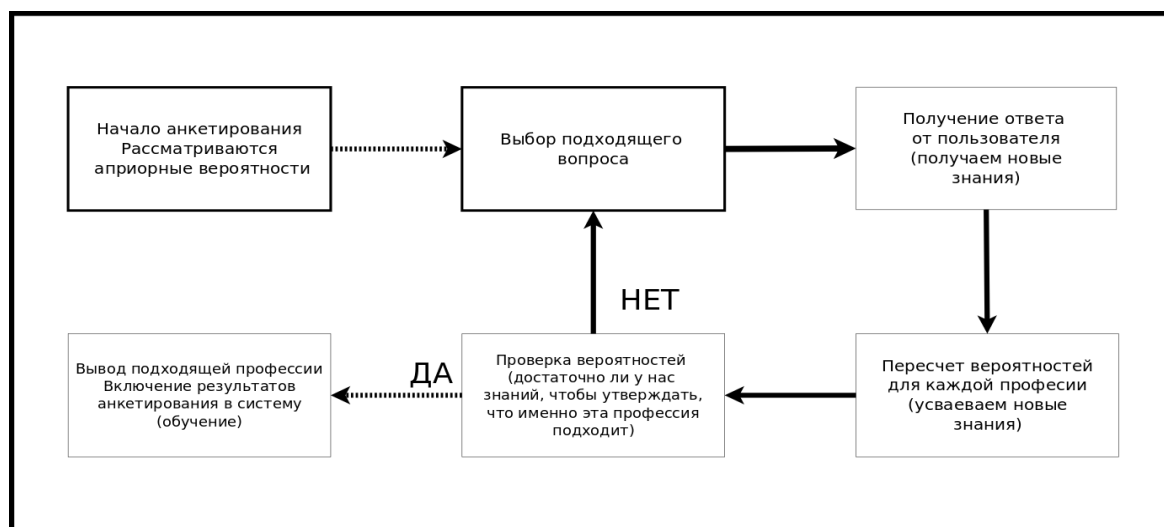 Начало анкетирования
Рассматриваются
априорные вероятности
Выбор подходящего
вопроса
Получение ответа
от пользователя
(получаем новые
знания)
НЕТ
Вывод подходящей профессии
Включение результатов
анкетирования в систему
(обучение)
ДА
Проверка вероятностей
(достаточно ли у нас
знаний, чтобы утверждать,
что именно эта профессия
подходит)
Пересчет вероятностей
для каждой професии
(усваеваем новые
знания)